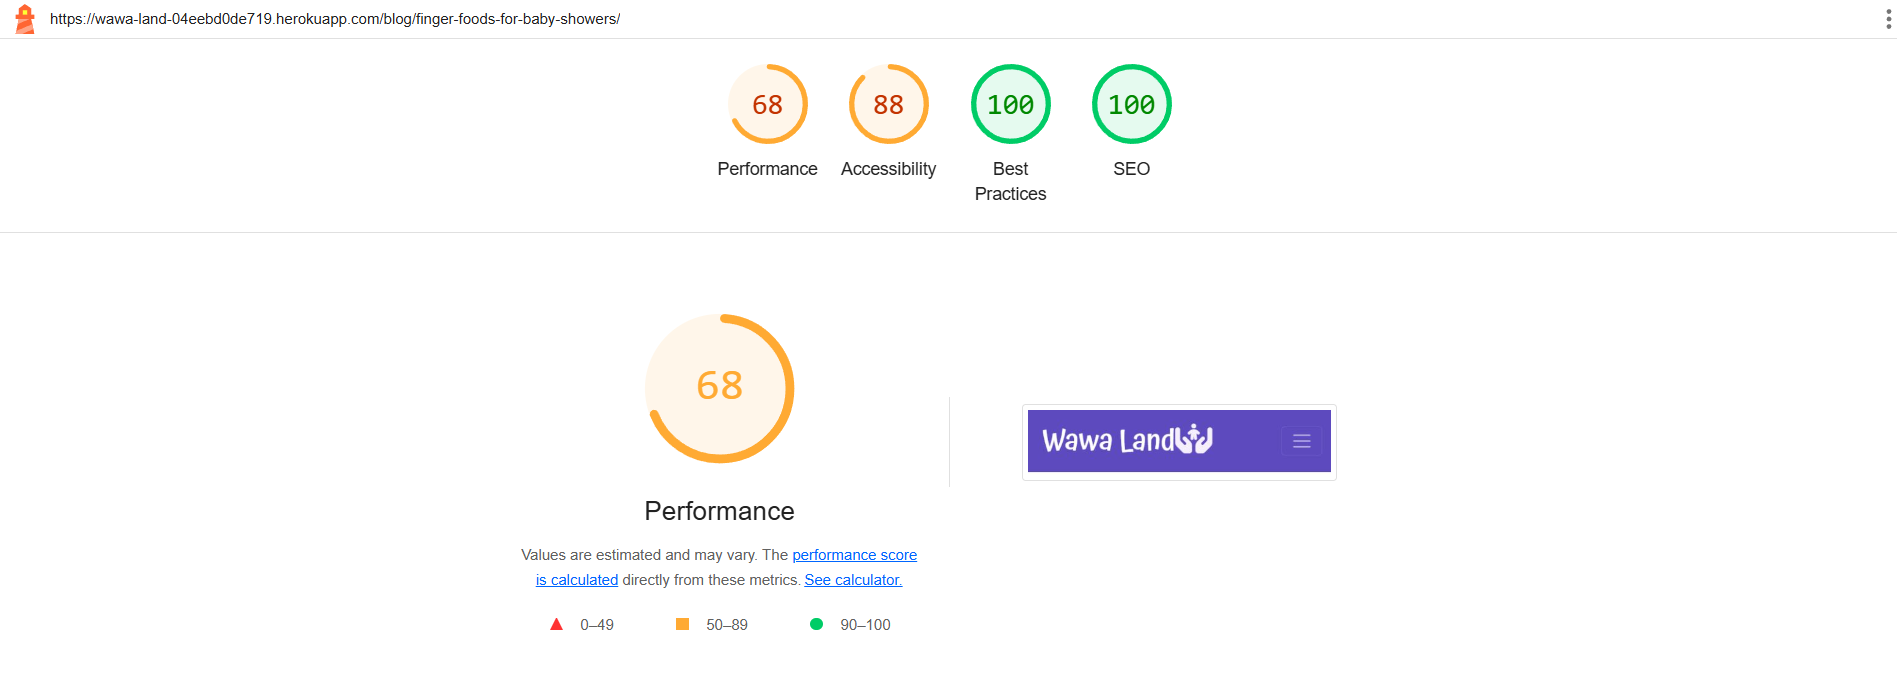 https://wawa-land-04eebd0de719.herokuapp.com/blog/finger-foods-for-baby-showers/
68 88 100 100
Performance Accessibility Best Practices SEO
68
Performance
Values are estimated and may vary. The performance score
is calculated directly from these metrics. See calculator.
0–49 50–89 90–100
Wawa Land